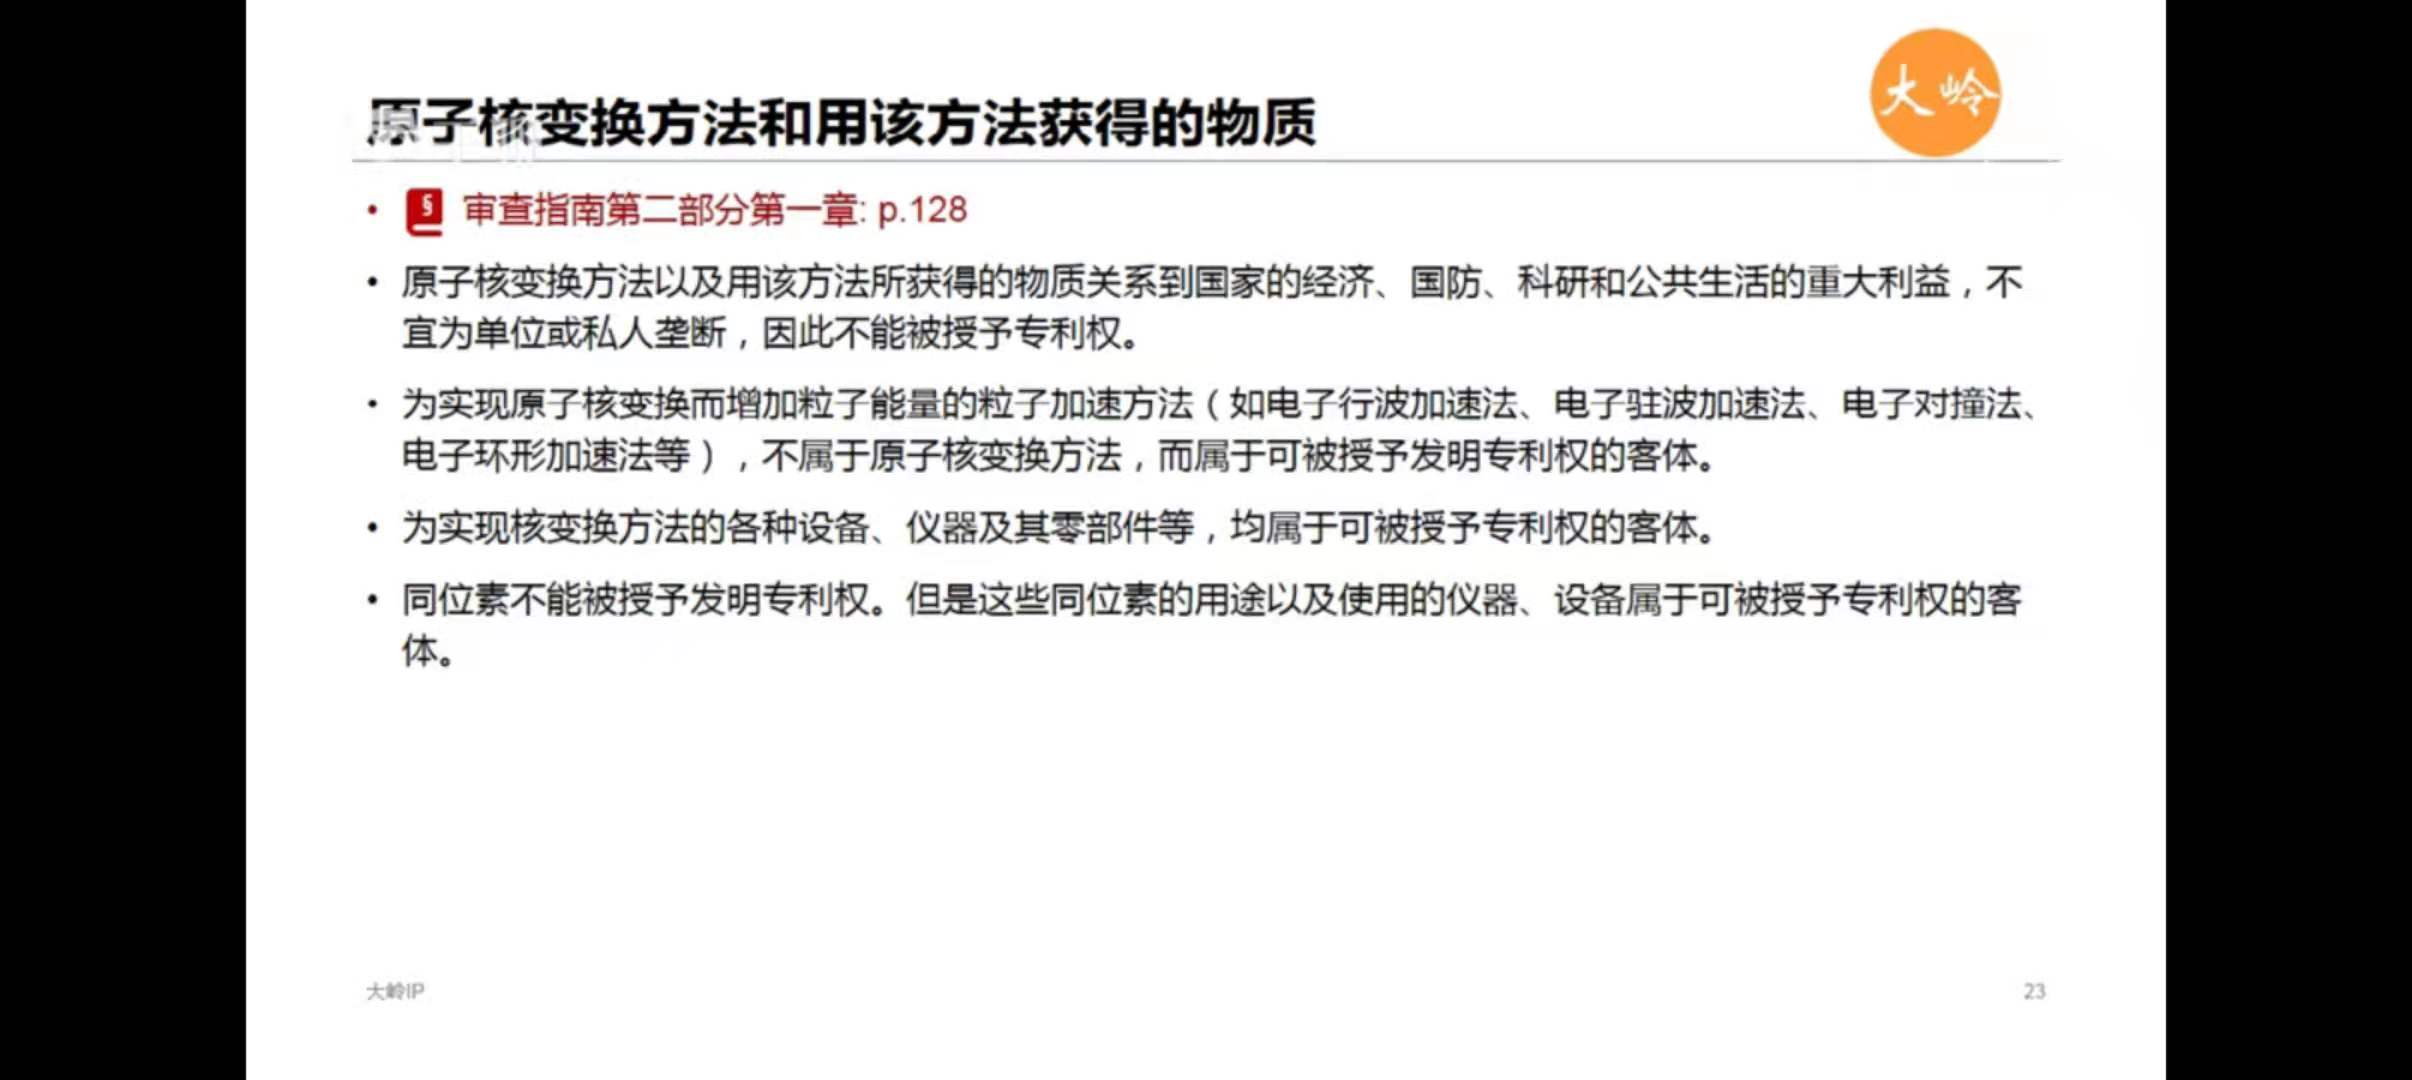 大岭
原子核变换方法和用该方法获得的物质
• § 审查指南第二部分第一章: p.128
• 原子核变换方法以及用该方法所获得的物质关系到国家的经济、国防、科研和公共生活的重大利益，不
宜为单位或私人垄断，因此不能被授予专利权。
• 为实现原子核变换而增加粒子能量的粒子加速方法（如电子行波加速法、电子驻波加速法、电子对撞法、
电子环形加速法等），不属于原子核变换方法，而属于可被授予发明专利权的客体。
• 为实现核变换方法的各种设备、仪器及其零部件等，均属于可被授予专利权的客体。
• 同位素不能被授予发明专利权。但是这些同位素的用途以及使用的仪器、设备属于可被授予专利权的客
体。
大岭IP
23